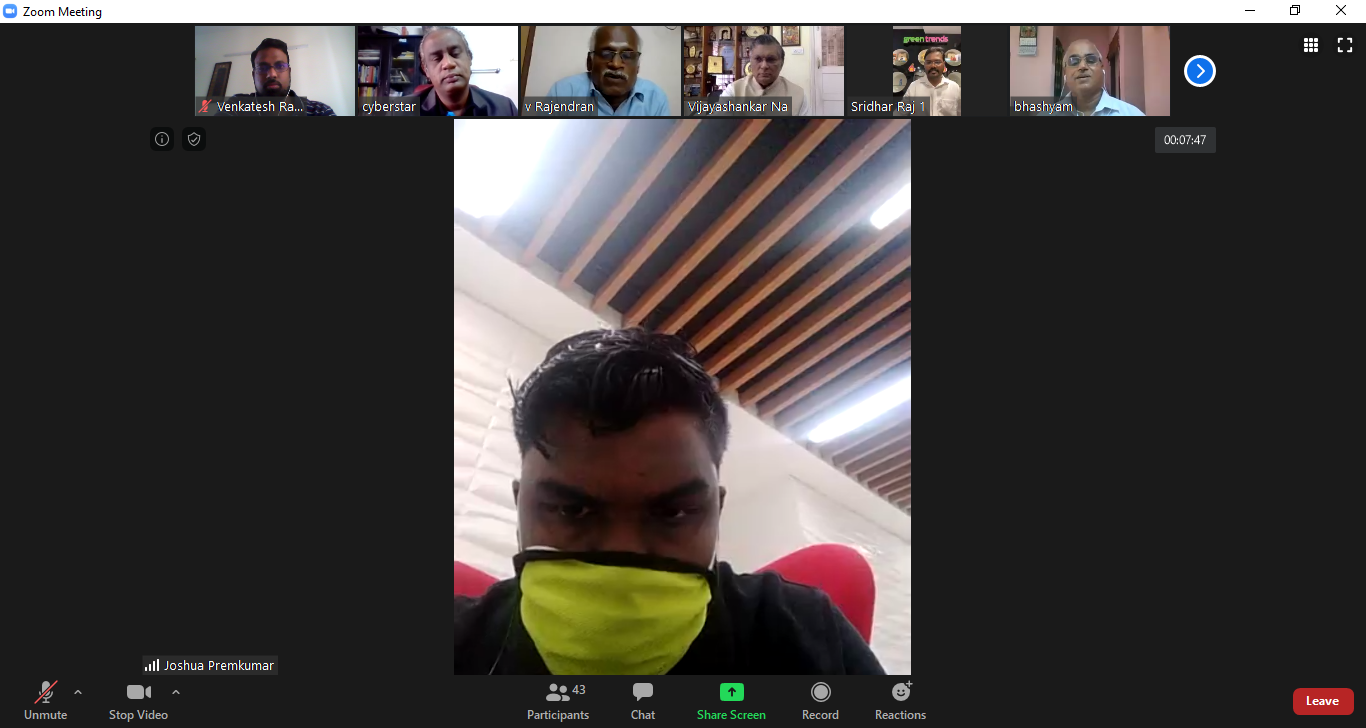 Zoom Meeting
green trends
Venkatesh Ra...
cyberstar
v Rajendran
Vijayashankar Na
Sridhar Raj 1
bhashyam
00:07:47
Joshua Premkumar
43
Unmute
Stop Video
Participants
Chat
Share Screen
Record
Reactions
Leave